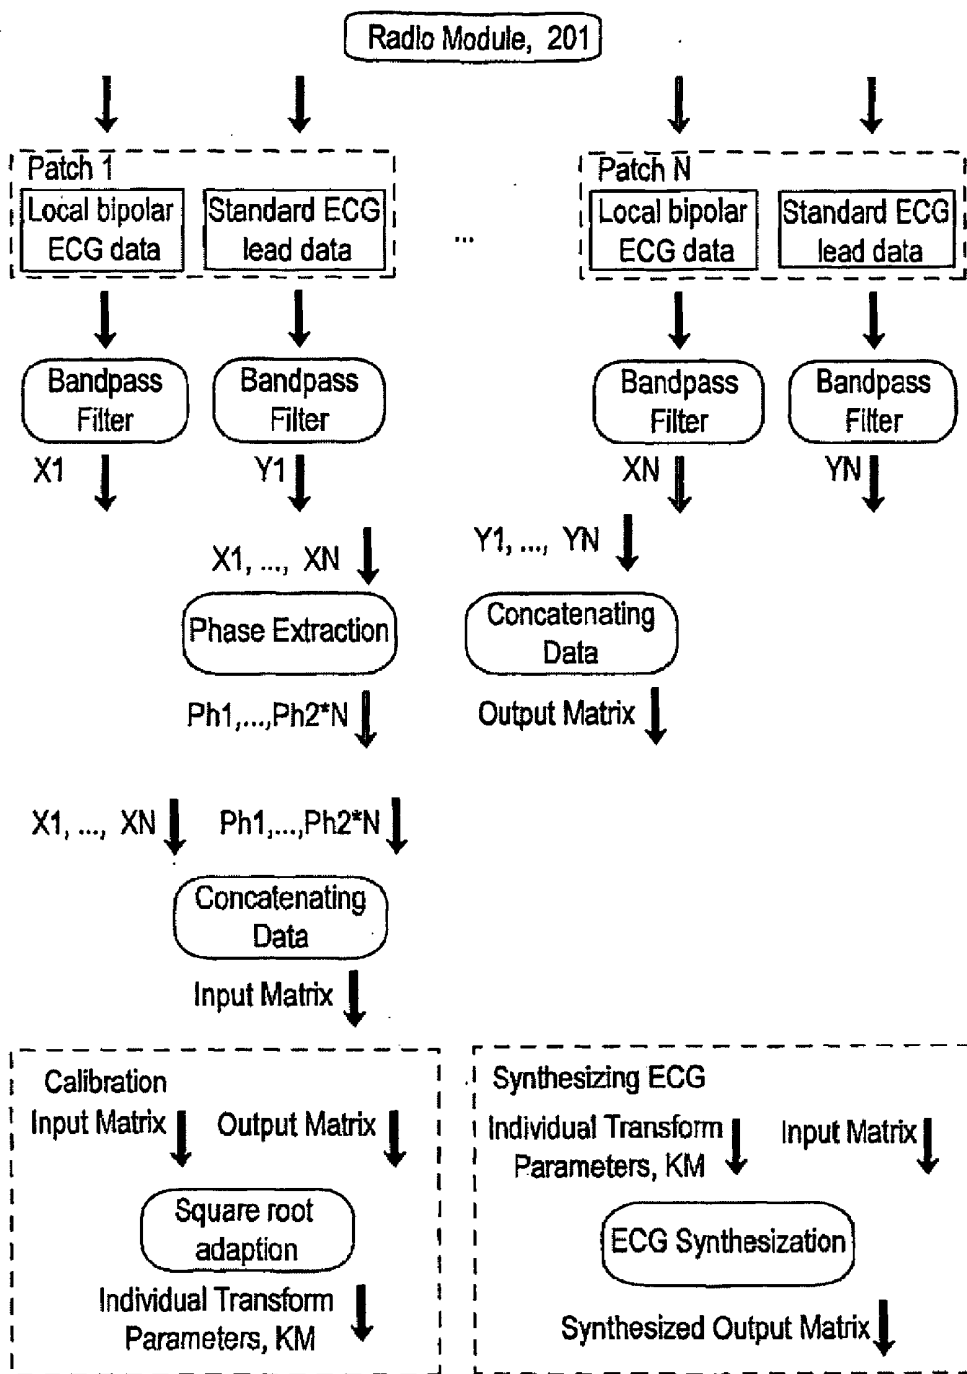 Radio Module, 201
Patch 1
Local bipolar
ECG data
Standard ECG
lead data
...
Patch N
Local bipolar
ECG data
Standard ECG
lead data
Bandpass
Filter
Bandpass
Filter
Bandpass
Filter
Bandpass
Filter
X1
Y1
XN
YN
X1, ..., XN
Y1, ..., YN
Phase Extraction
Concatenating
Data
Ph1,...,Ph2*N
Output Matrix
X1, ..., XN
Ph1,...,Ph2*N
Concatenating
Data
Input Matrix
Calibration
Input Matrix
Output Matrix
Square root
adaption
Individual Transform
Parameters, KM
Synthesizing ECG
Individual Transform
Parameters, KM
Input Matrix
ECG Synthesization
Synthesized Output Matrix